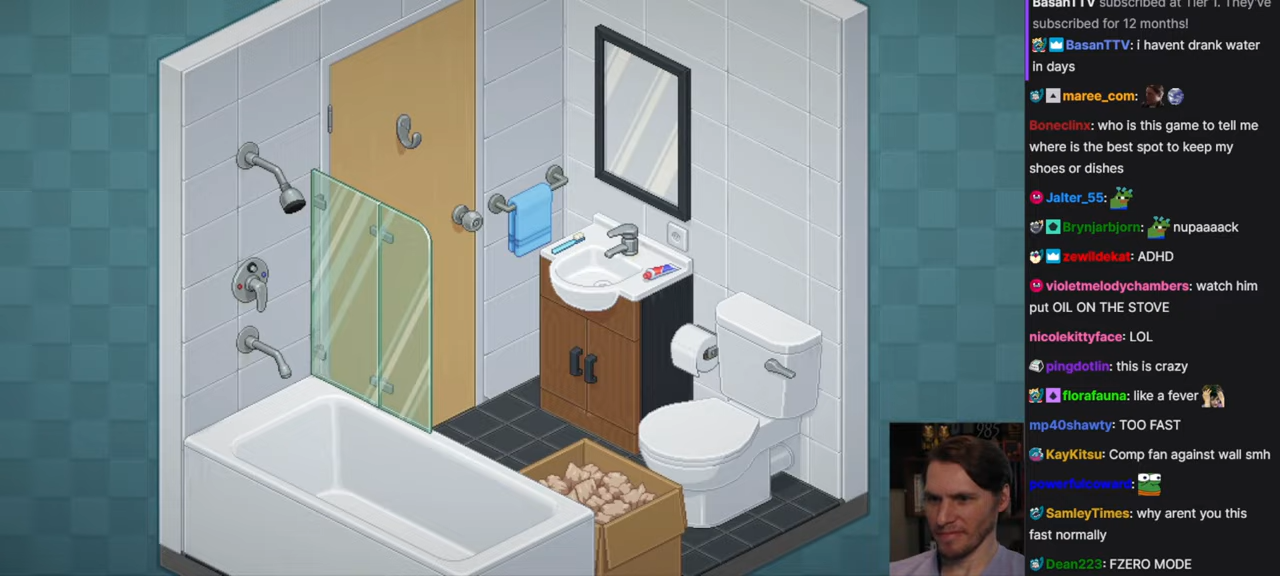 BasanTTV subscribed at Tier 1. They've
subscribed for 12 months!
BasanTTV: i havent drank water
in days
maree_com:
Boneclinx: who is this game to tell me
where is the best spot to keep my
shoes or dishes
Jalter_55:
Brynjarbjorn: nupaaaack
zewildekat: ADHD
violetmelodychambers: watch him
put OIL ON THE STOVE
nicolekittyface: LOL
pingdotlin: this is crazy
florafauna: like a fever
mp40shawty: TOO FAST
KayKitsu: Comp fan against wall smh
powerfulcoward:
SamleyTimes: why arent you this
fast normally
Dean223: FZERO MODE